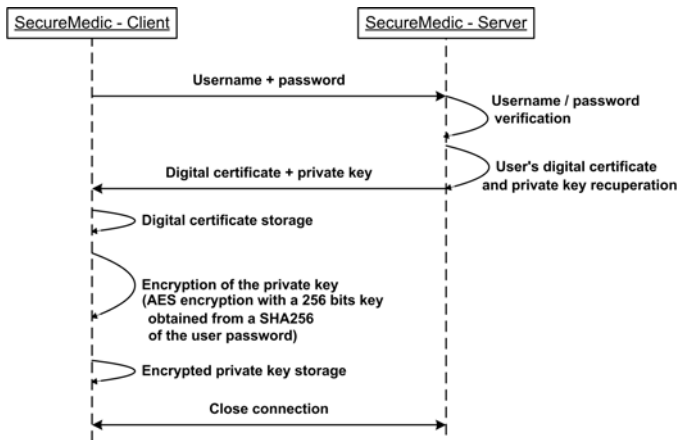 SecureMedic - Client
SecureMedic - Server
Username + password
Username / password
verification
User's digital certificate
and private key recuperation
Digital certificate + private key
Digital certificate storage
Encryption of the private key
(AES encryption with a 256 bits key
obtained from a SHA256
of the user password)
Encrypted private key storage
Close connection